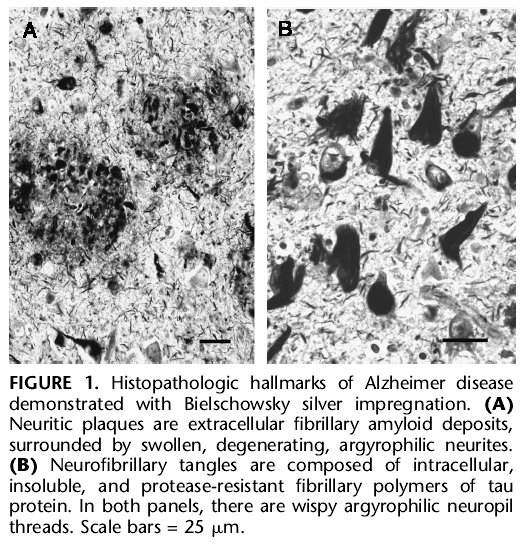 A
B
FIGURE 1. Histopathologic hallmarks of Alzheimer disease
demonstrated with Bielschowsky silver impregnation. (A)
Neuritic plaques are extracellular fibrillary amyloid deposits,
surrounded by swollen, degenerating, argyrophilic neurites.
(B) Neurofibrillary tangles are composed of intracellular,
insoluble, and protease-resistant fibrillary polymers of tau
protein. In both panels, there are wispy argyrophilic neuropil
threads. Scale bars = 25 μm.